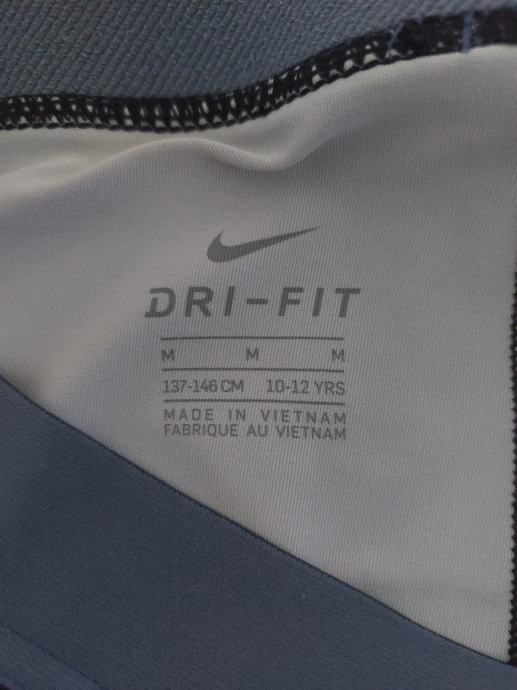 DRI-FIT
M M M
137-146 CM 10-12 YRS
MADE IN VIETNAM
FABRIQUE AU VIETNAM